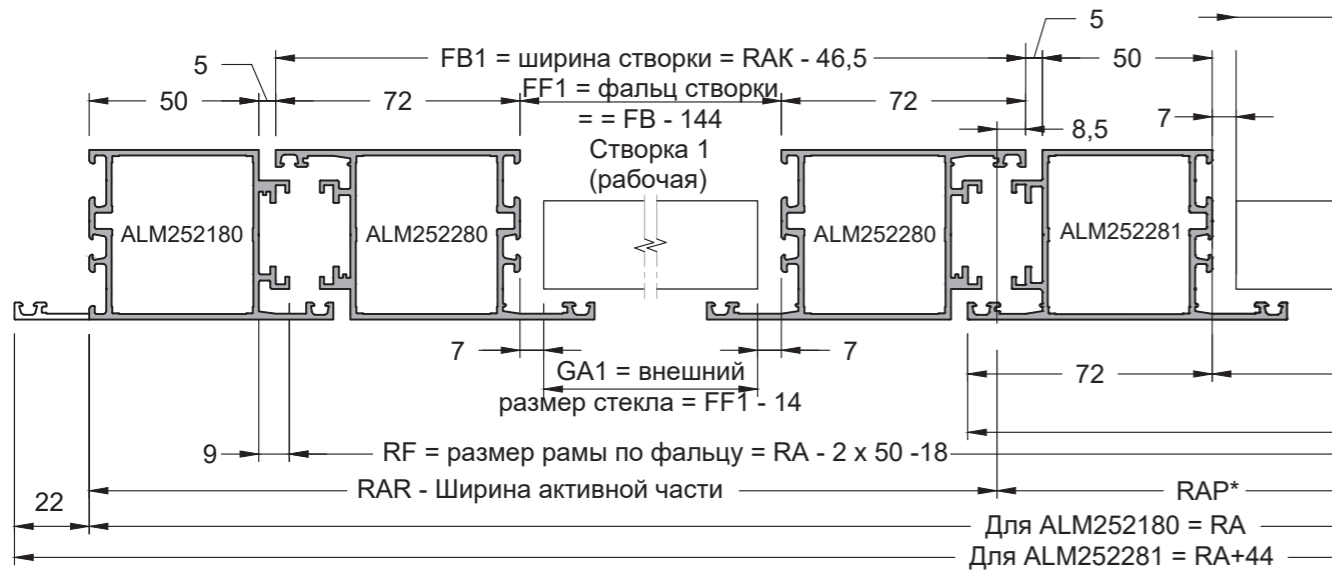 5
FB1 = ширина створки = RAК - 46,5
5
50
50
72
FF1 = фальц створки
72
7
= = FB - 144
8,5
Створка 1
(рабочая)
ALM252180
ALM252280
ALM252280
ALM252281
7
7
GA1 = внешний
72
размер стекла = FF1 - 14
9
RF = размер рамы по фальцу = RA - 2 x 50 -18
RAR - Ширина активной части
RAP*
22
Для ALM252180 = RA
Для ALM252281 = RA+44